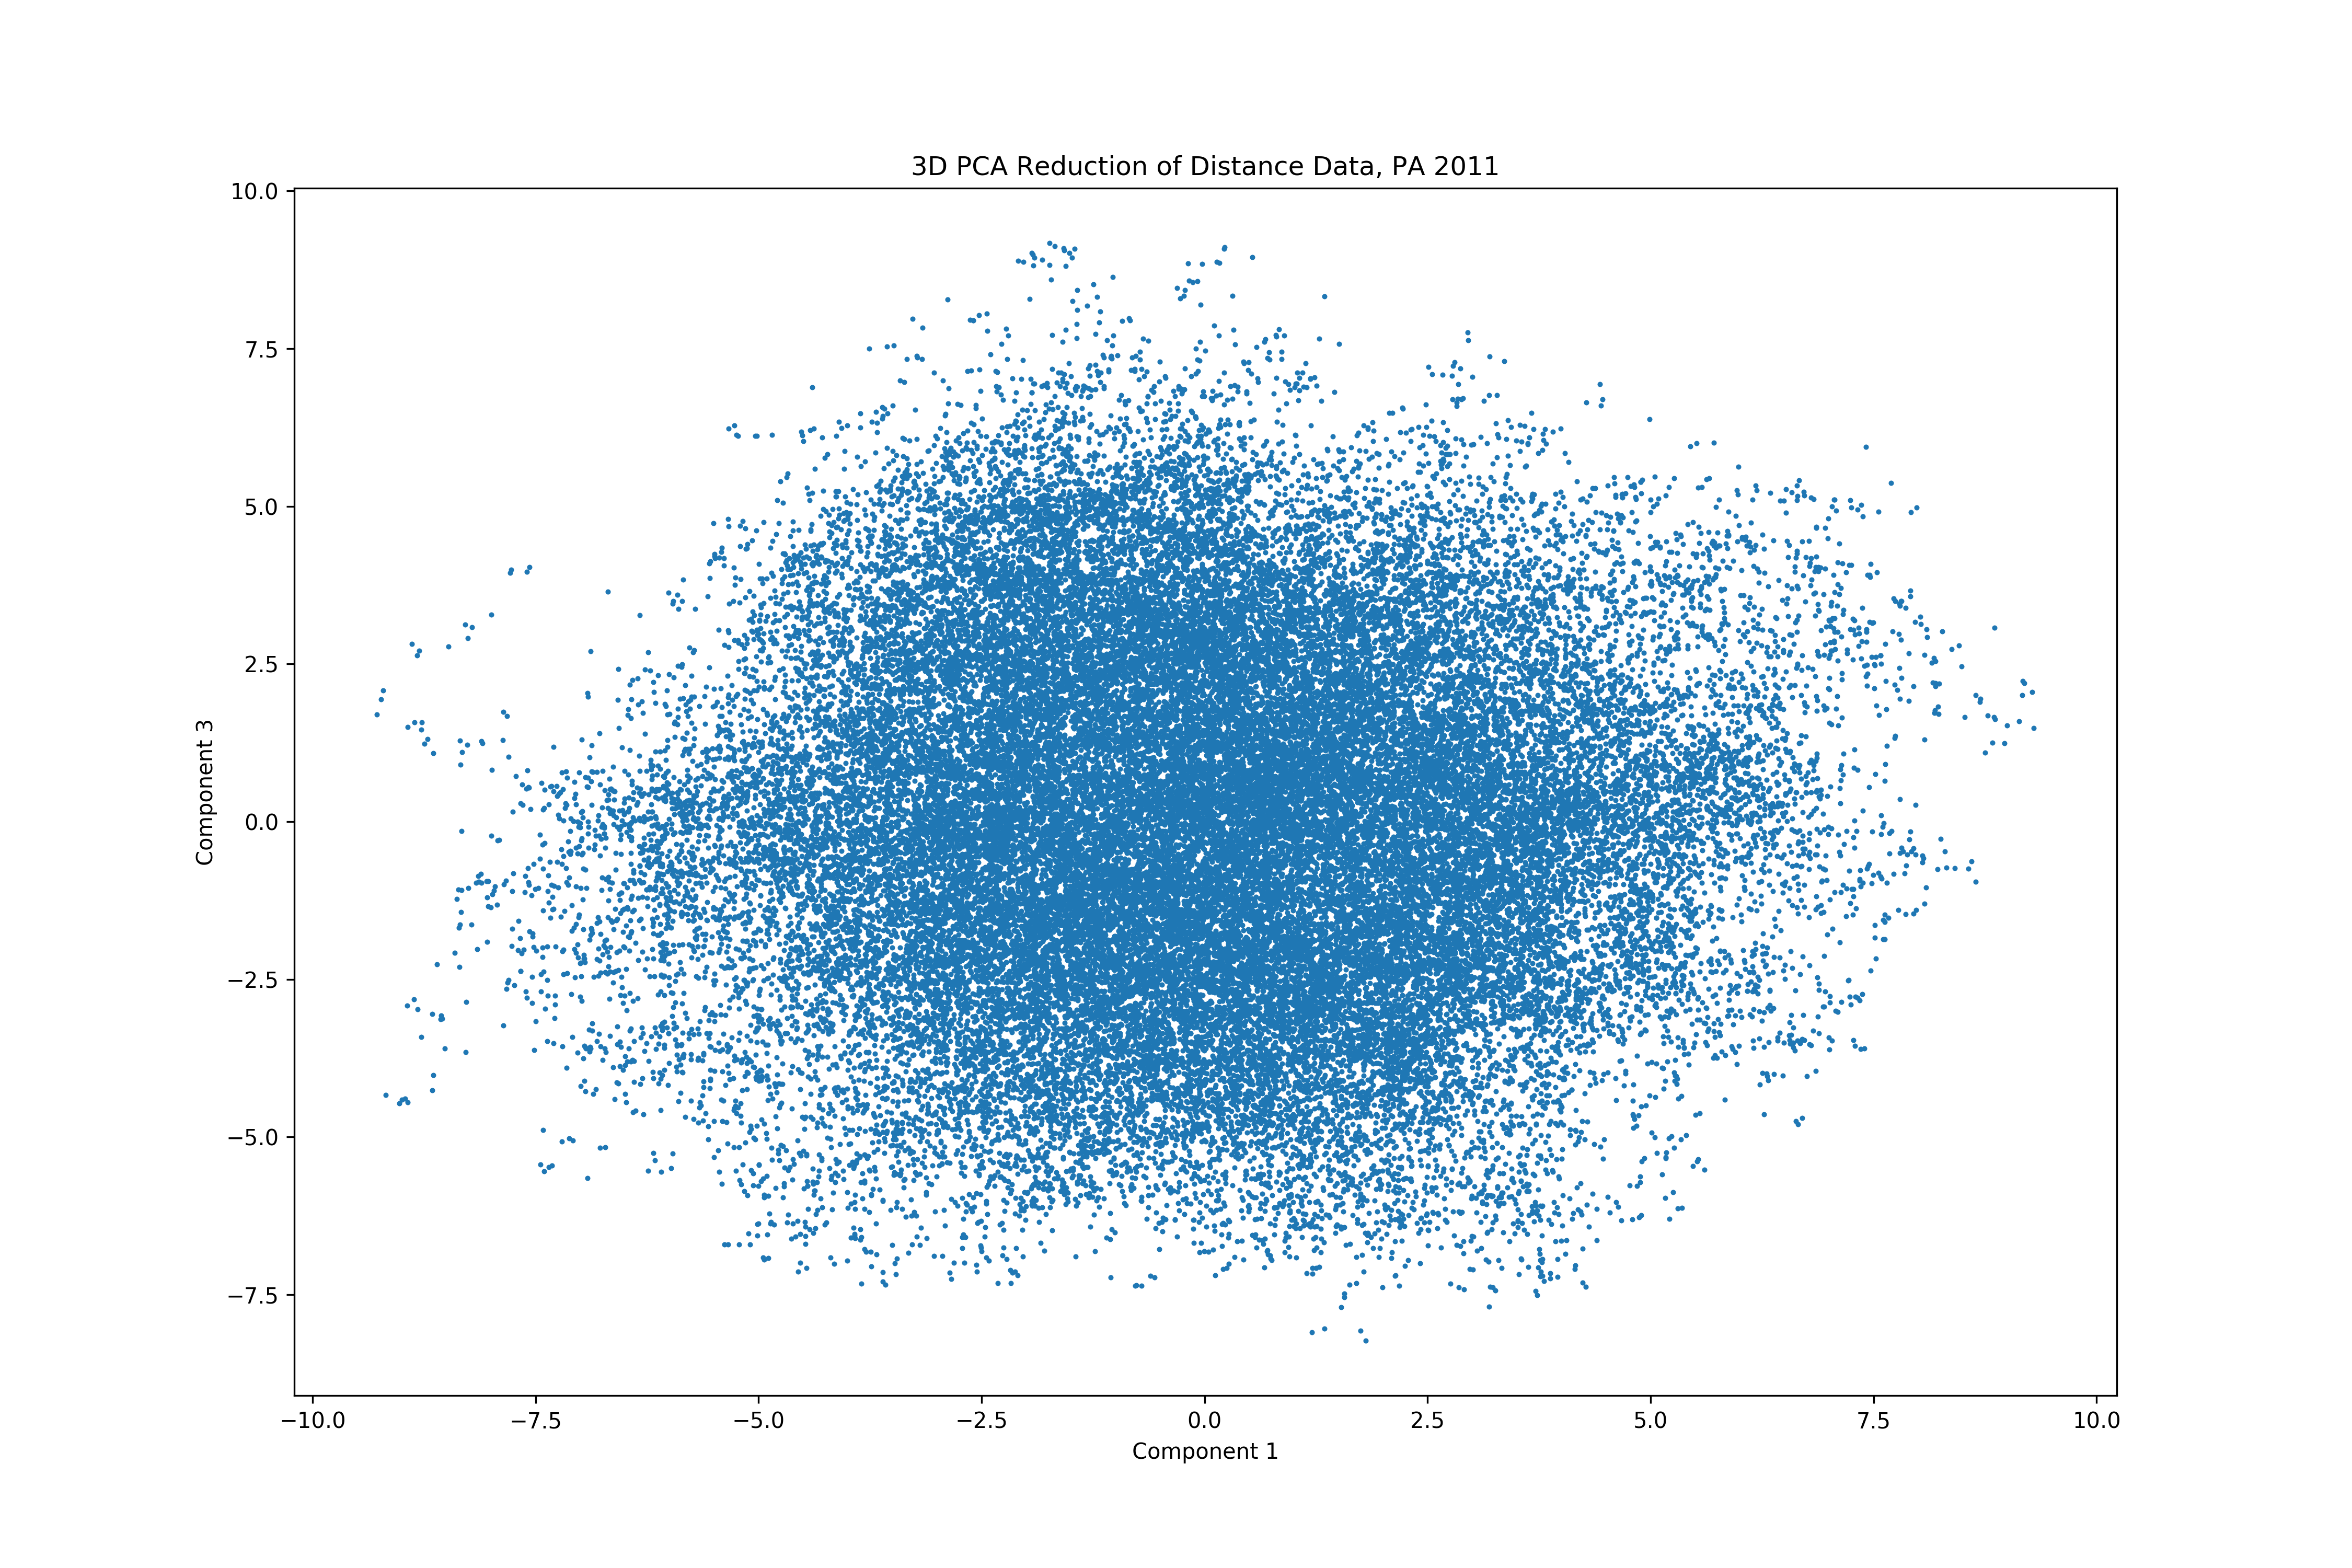 3D PCA Reduction of Distance Data, PA 2011
10.0
7.5
5.0
2.5
0.0
−2.5
−5.0
−7.5
Component 3
−10.0 −7.5 −5.0 −2.5 0.0 2.5 5.0 7.5 10.0
Component 1